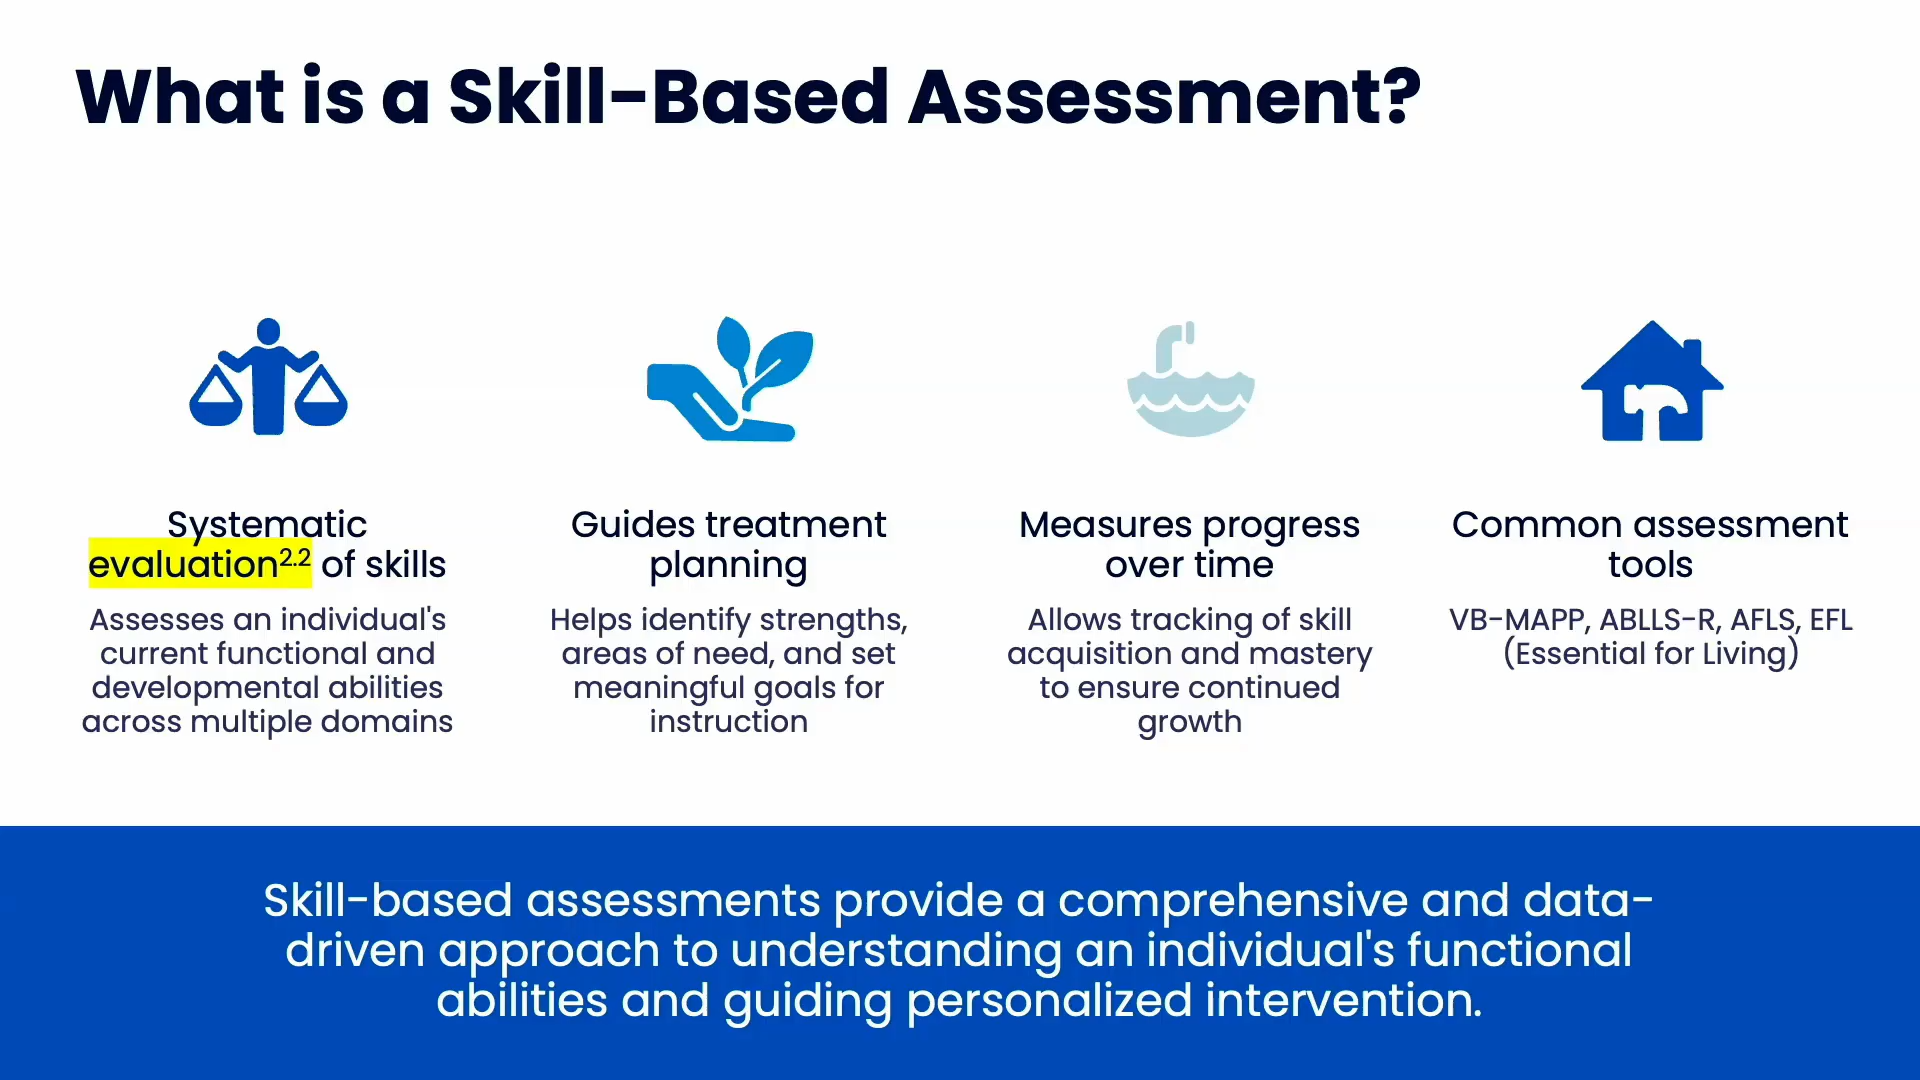 What is a Skill-Based Assessment?
Systematic
evaluation2.2 of skills
Assesses an individual's
current functional and
developmental abilities
across multiple domains
Guides treatment
planning
Helps identify strengths,
areas of need, and set
meaningful goals for
instruction
Measures progress
over time
Allows tracking of skill
acquisition and mastery
to ensure continued
growth
Common assessment
tools
VB-MAPP, ABLLS-R, AFLS, EFL
(Essential for Living)
Skill-based assessments provide a comprehensive and data-
driven approach to understanding an individual's functional
abilities and guiding personalized intervention.